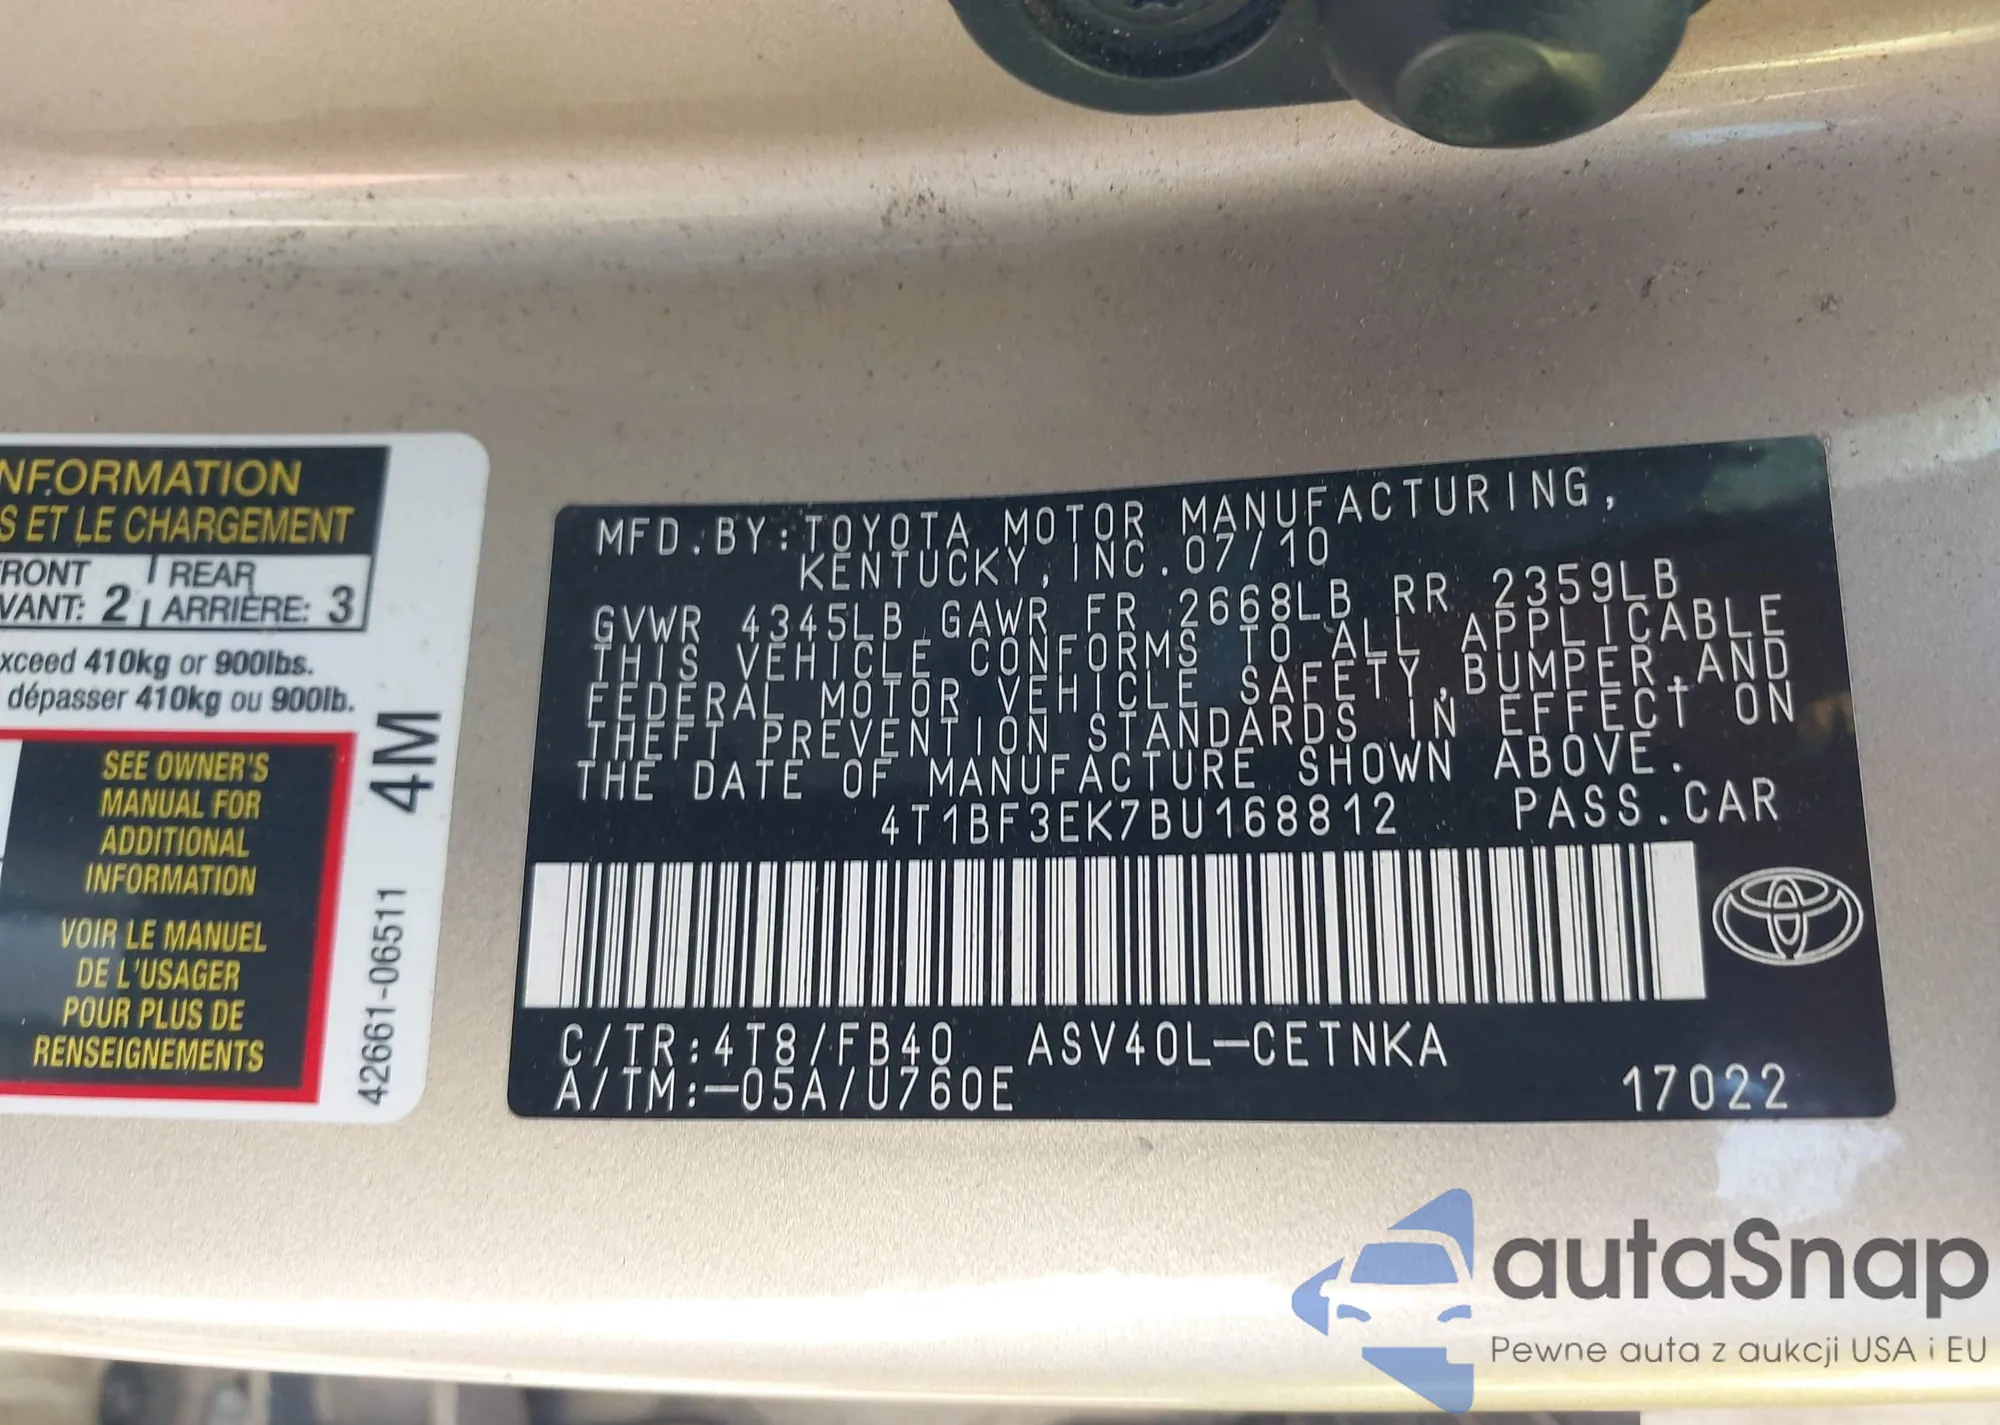 NFORMATION
S ET LE CHARGEMENT
RONT REAR
VANT: 2 ARRIÈRE: 3
xceed 410kg or 900lbs.
dépasser 410kg ou 900lb.
SEE OWNER'S
MANUAL FOR
ADDITIONAL
INFORMATION
VOIR LE MANUEL
DE L'USAGER
POUR PLUS DE
RENSEIGNEMENTS
4M
42661-06511
MFD.BY:TOYOTA MOTOR MANUFACTURING,
KENTUCKY,INC.07/10
GVWR 4345LB GAWR FR 2668LB RR 2359LB
THIS VEHICLE CONFORMS TO ALL APPLICABLE
FEDERAL MOTOR VEHICLE SAFETY,BUMPER,AND
THEFT PREVENTION STANDARDS IN EFFECT ON
THE DATE OF MANUFACTURE SHOWN ABOVE.
4T1BF3EK7BU168812 PASS.CAR
C/TR:4T8/FB40 ASV40L-CETNKA
A/TM:-05A/U760E 17022
autaSnap
Pewne auta z aukcji USA i EU